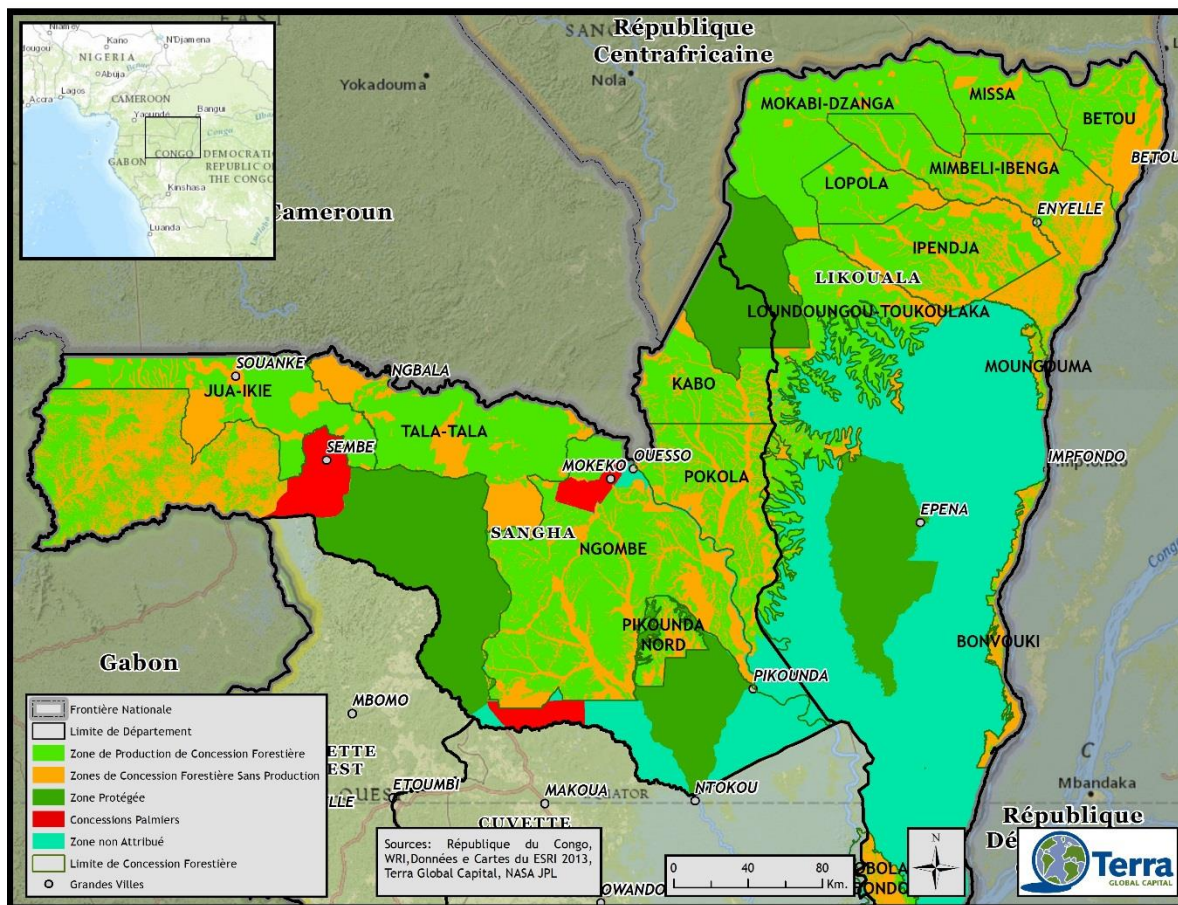 République
Centrafricaine
Nola
Yokadouma
Niamey
Kano
N'Djamena
NIGERIA
Abuja
Accra
Lagos
CAMEROON
Bangui
Yaoundé
Congo
GABON
CONGO
DEMOCRATIC
REPUBLIC OF
THE CONGO
Kinshasa
Luanda
Cameroun
MOKABI-DZANGA
MISSA
BETOU
BETOU
MIMBELI-IBENGA
LOPOLA
ENYELLE
IPENDJA
LIKOUALA
LOUNDOUNGOU-TOUKOULAKA
MOUNGOUMA
SOUANKE
NGBALA
JUA-IKIE
KABO
TALA-TALA
SEMBE
MOKEKO
OUESSO
IMPFONDO
Impfondo
POKOLA
EPENA
SANGHA
NGOMBE
PIKOUNDA
NORD
BONVOUKI
Gabon
PIKOUNDA
Frontière Nationale
Limite de Département
Zone de Production de Concession Forestière
Zones de Concession Forestière Sans Production
Zone Protégée
Concessions Palmiers
Zone non Attribué
Limite de Concession Forestière
Grandes Villes
MBOMO
ETOUMBI
MAKOUA
EQUATOR
NTOKOU
CUVETTE
OWANDO
Sources: République du Congo,
WRI,Données e Cartes du ESRI 2013,
Terra Global Capital, NASA JPL
0 40 80
Km.
N
C
Mbandaka
République
Terra
GLOBAL CAPITAL